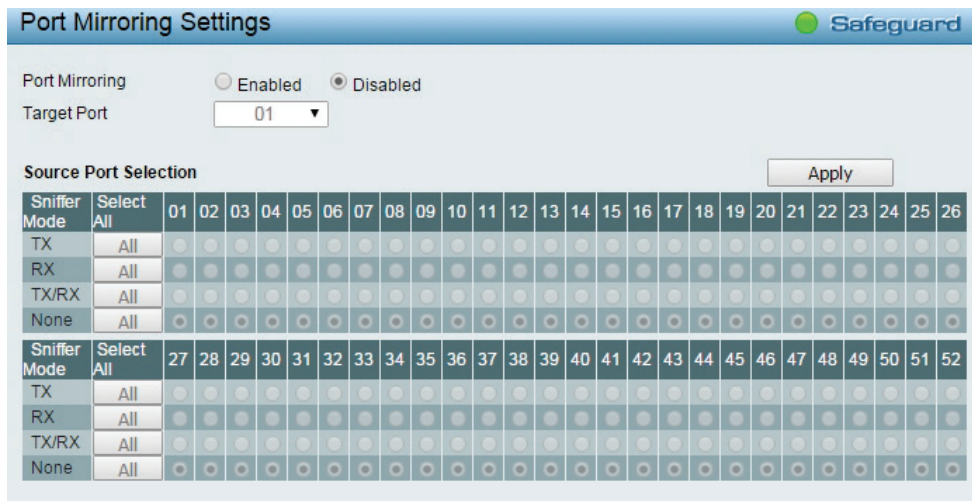 Port Mirroring Settings
Safeguard
Port Mirroring Enabled Disabled
Target Port 01
Source Port Selection
Apply
Sniffer Mode Select All 01 02 03 04 05 06 07 08 09 10 11 12 13 14 15 16 17 18 19 20 21 22 23 24 25 26
TX All
RX All
TX/RX All
None All
Sniffer Mode Select All 27 28 29 30 31 32 33 34 35 36 37 38 39 40 41 42 43 44 45 46 47 48 49 50 51 52
TX All
RX All
TX/RX All
None All